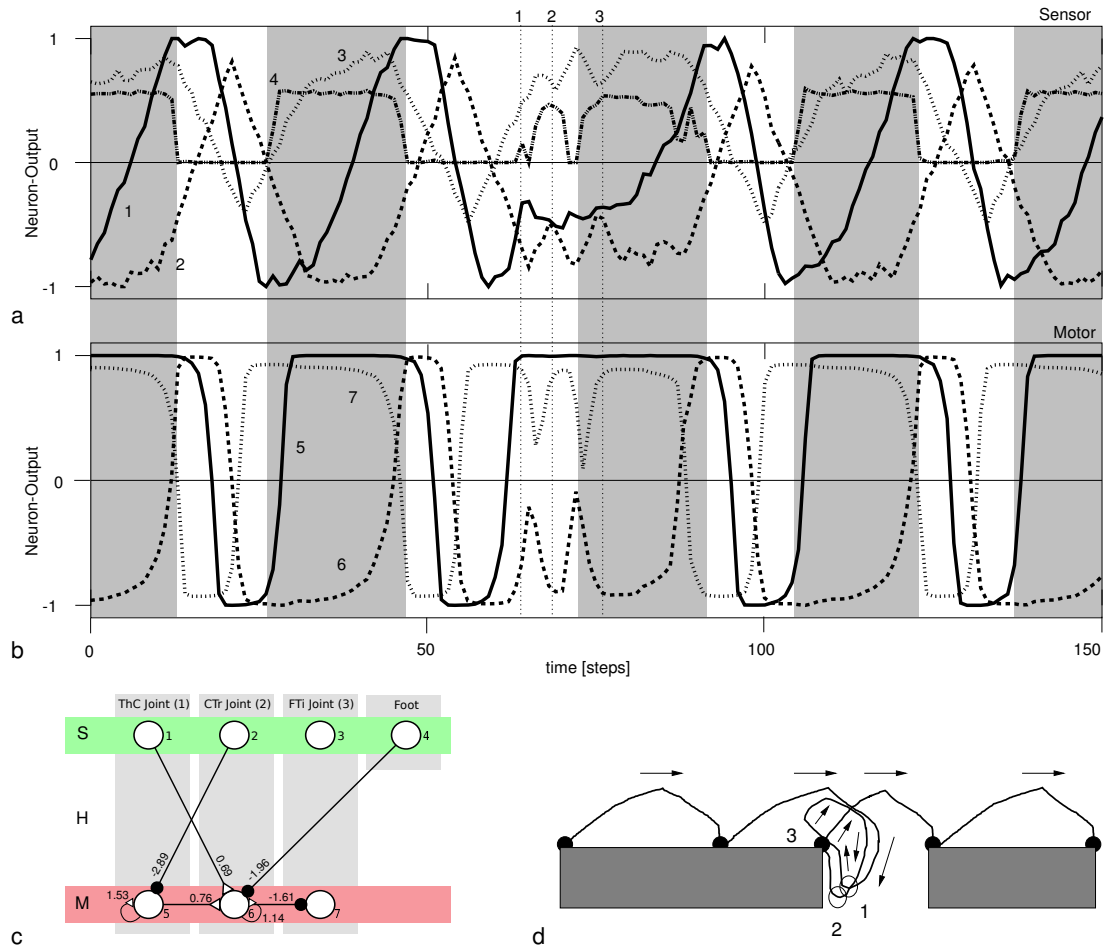 1 2 3 Sensor
1
0
-1
Neuron-Output
1
2
3
4
a
Motor
1
0
-1
Neuron-Output
5
6
7
b
0 50 100 150
time [steps]
ThC Joint (1) CTr Joint (2) FTi Joint (3) Foot
S 1 2 3 4
H
-2.89 0.69 -1.96
M 1.53 5 0.76 6 1.14 -1.61 7
c
3
1
2
d